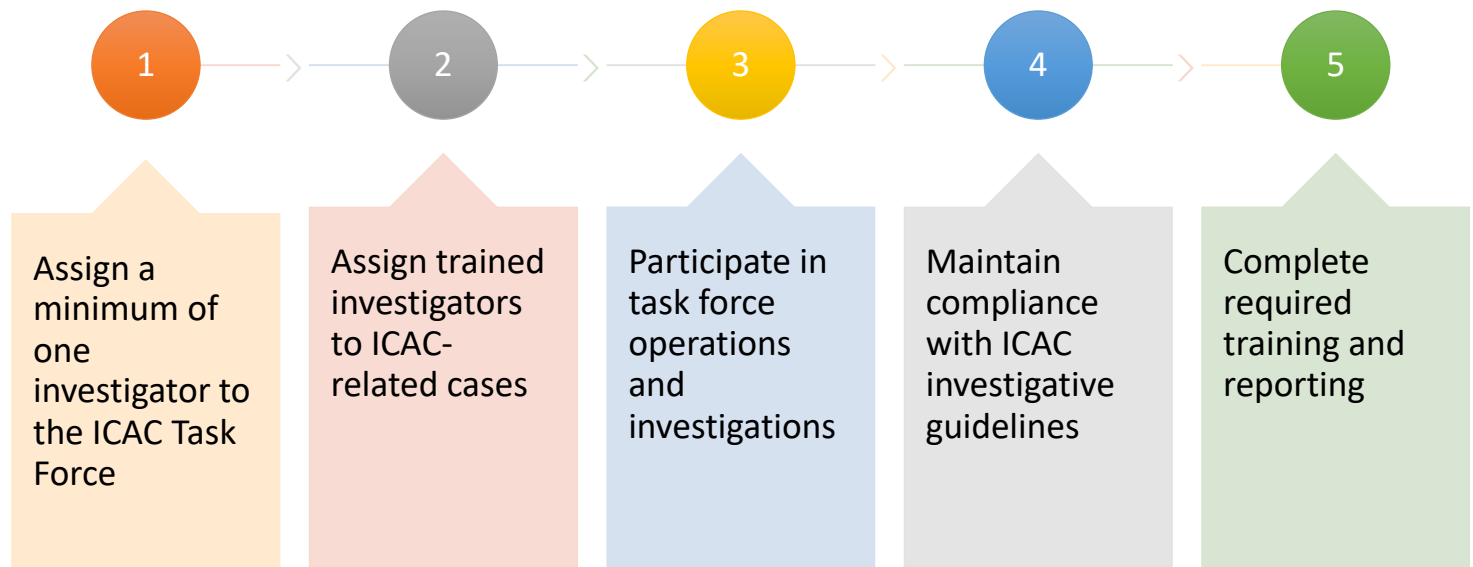 1
2
3
4
5
Assign a
minimum of
one
investigator to
the ICAC Task
Force
Assign trained
investigators
to ICAC-
related cases
Participate in
task force
operations
and
investigations
Maintain
compliance
with ICAC
investigative
guidelines
Complete
required
training and
reporting